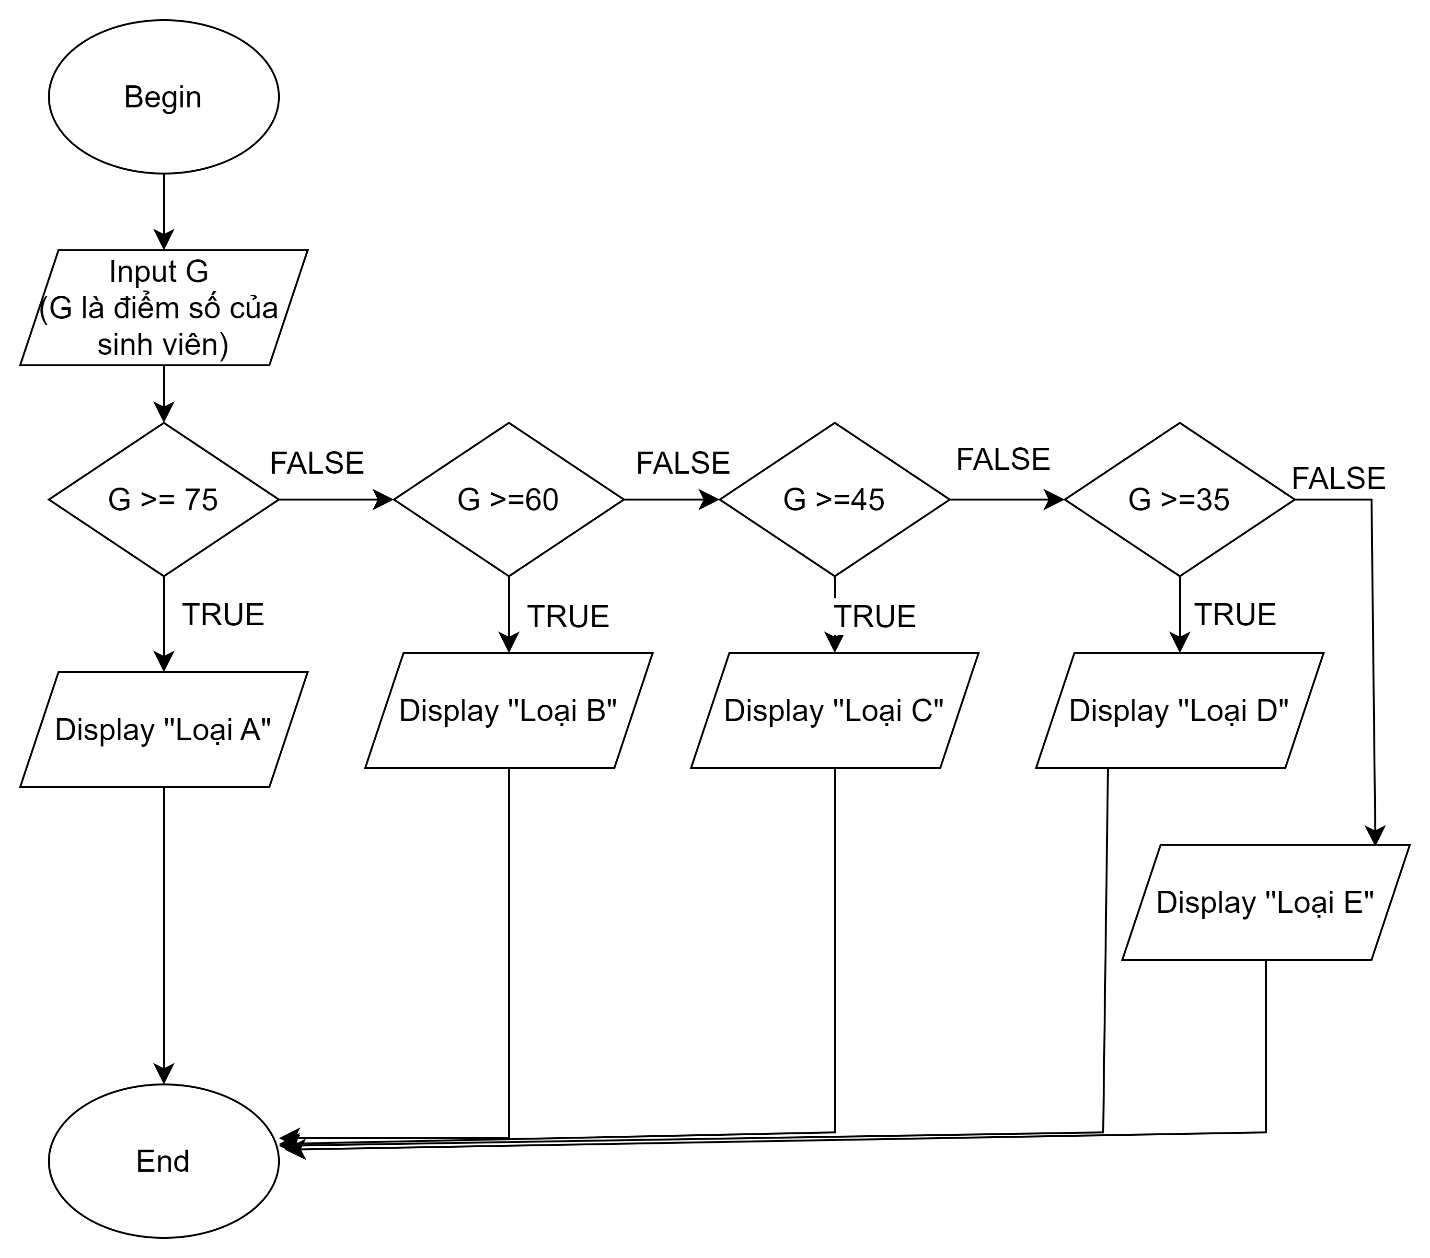 Begin
Input G
(G là điểm số của
sinh viên)
G >= 75
FALSE
G >=60
FALSE
G >=45
FALSE
G >=35
FALSE
TRUE
TRUE
TRUE
TRUE
Display "Loại A"
Display "Loại B"
Display "Loại C"
Display "Loại D"
Display "Loại E"
End